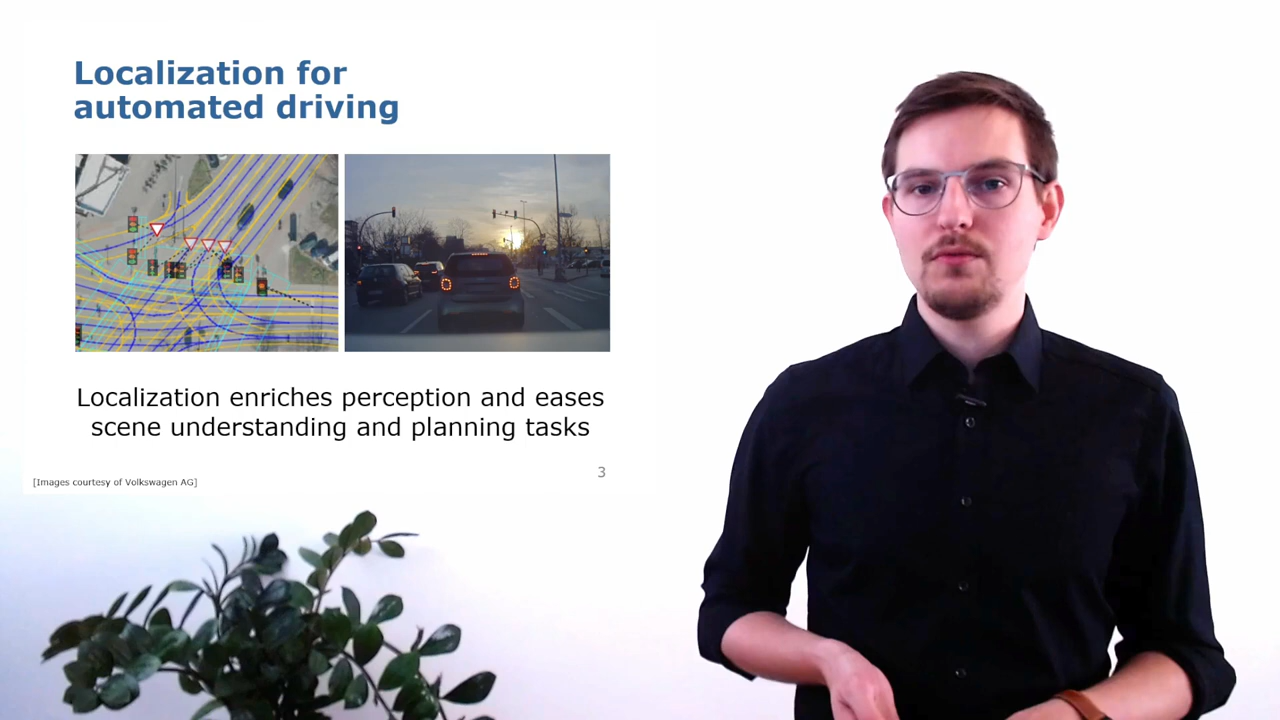 Localization for
automated driving
Localization enriches perception and eases
scene understanding and planning tasks
3
[Images courtesy of Volkswagen AG]